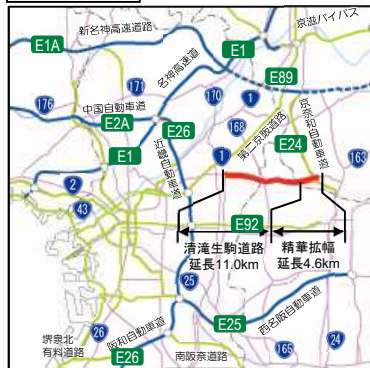 京滋バイパス
新名神高速道路
E1A
E1
名神高速道路
E89
171
170
1
176
中国自動車道
E2A
E26
168
第二京阪道路
京奈和自動車道
E24
163
E1
近畿自動車道
1
2
43
E92
清滝生駒道路
延長11.0km
精華拡幅
延長4.6km
25
西名阪自動車道
E25
堺泉北
有料道路
26
阪和自動車道
E26
南阪奈道路
165
24